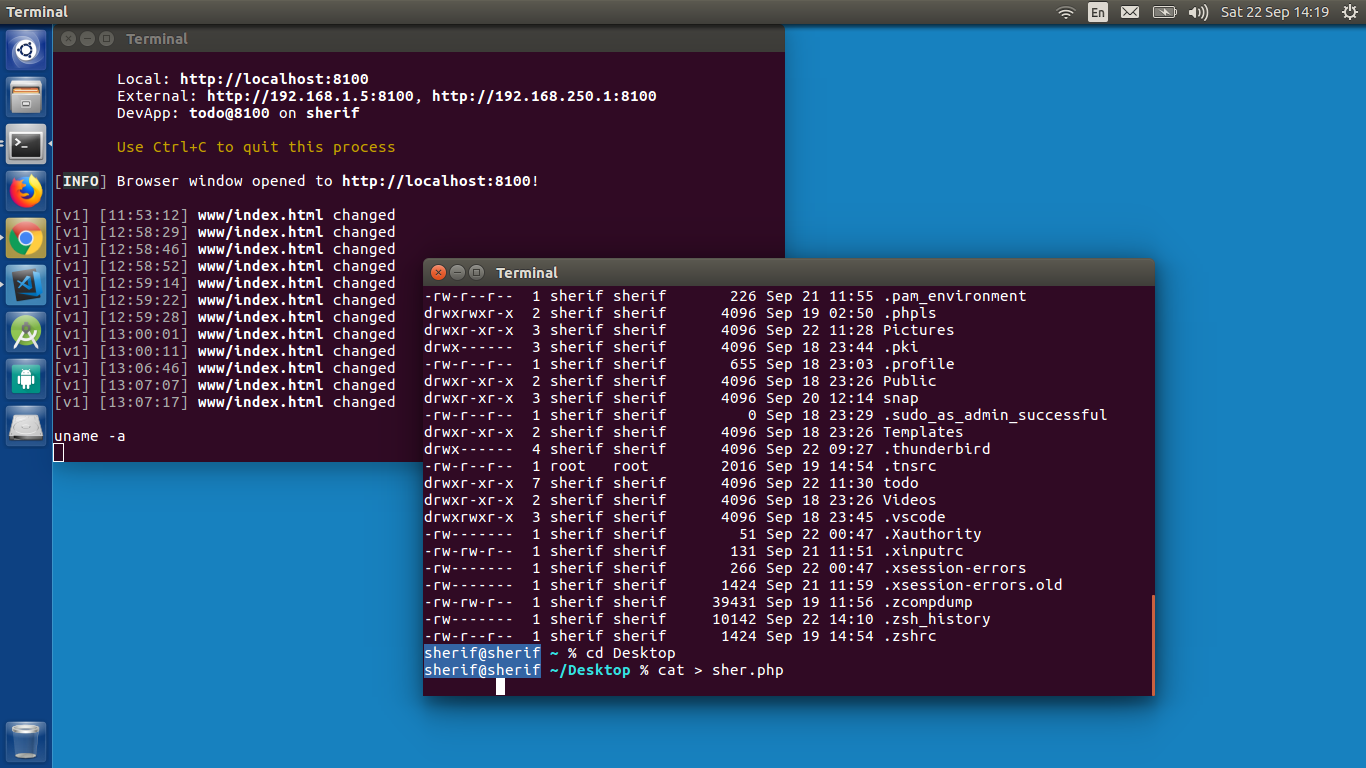 Terminal
En
Sat 22 Sep 14:19
Terminal
Local: http://localhost:8100
External: http://192.168.1.5:8100, http://192.168.250.1:8100
DevApp: todo@8100 on sherif
Use Ctrl+C to quit this process
[INFO] Browser window opened to http://localhost:8100!
[v1] [11:53:12] www/index.html changed
[v1] [12:58:29] www/index.html changed
[v1] [12:58:46] www/index.html changed
[v1] [12:58:52] www/index.html changed
[v1] [12:59:14] www/index.html changed
[v1] [12:59:22] www/index.html changed
[v1] [12:59:28] www/index.html changed
[v1] [13:00:01] www/index.html changed
[v1] [13:00:11] www/index.html changed
[v1] [13:06:46] www/index.html changed
[v1] [13:07:07] www/index.html changed
[v1] [13:07:17] www/index.html changed
uname -a
Terminal
-rw-r--r--  1 sherif sherif       226 Sep 21 11:55 .pam_environment
drwxrwxr-x  2 sherif sherif      4096 Sep 19 02:50 .phpls
drwxr-xr-x  3 sherif sherif      4096 Sep 22 11:28 Pictures
drwx------  3 sherif sherif      4096 Sep 18 23:44 .pki
-rw-r--r--  1 sherif sherif       655 Sep 18 23:03 .profile
drwxr-xr-x  2 sherif sherif      4096 Sep 18 23:26 Public
drwxr-xr-x  3 sherif sherif      4096 Sep 20 12:14 snap
-rw-r--r--  1 sherif sherif         0 Sep 18 23:29 .sudo_as_admin_successful
drwxr-xr-x  2 sherif sherif      4096 Sep 18 23:26 Templates
drwx------  4 sherif sherif      4096 Sep 22 09:27 .thunderbird
-rw-r--r--  1 root   root        2016 Sep 19 14:54 .tnsrc
drwxr-xr-x  7 sherif sherif      4096 Sep 22 11:30 todo
drwxr-xr-x  2 sherif sherif      4096 Sep 18 23:26 Videos
drwxrwxr-x  3 sherif sherif      4096 Sep 18 23:45 .vscode
-rw-------  1 sherif sherif        51 Sep 22 00:47 .Xauthority
-rw-rw-r--  1 sherif sherif       131 Sep 21 11:51 .xinputrc
-rw-------  1 sherif sherif       266 Sep 22 00:47 .xsession-errors
-rw-------  1 sherif sherif      1424 Sep 21 11:59 .xsession-errors.old
-rw-rw-r--  1 sherif sherif     39431 Sep 19 11:56 .zcompdump
-rw-------  1 sherif sherif     10142 Sep 22 14:10 .zsh_history
-rw-r--r--  1 sherif sherif      1424 Sep 19 14:54 .zshrc
sherif@sherif ~ % cd Desktop
sherif@sherif ~/Desktop % cat > sher.php